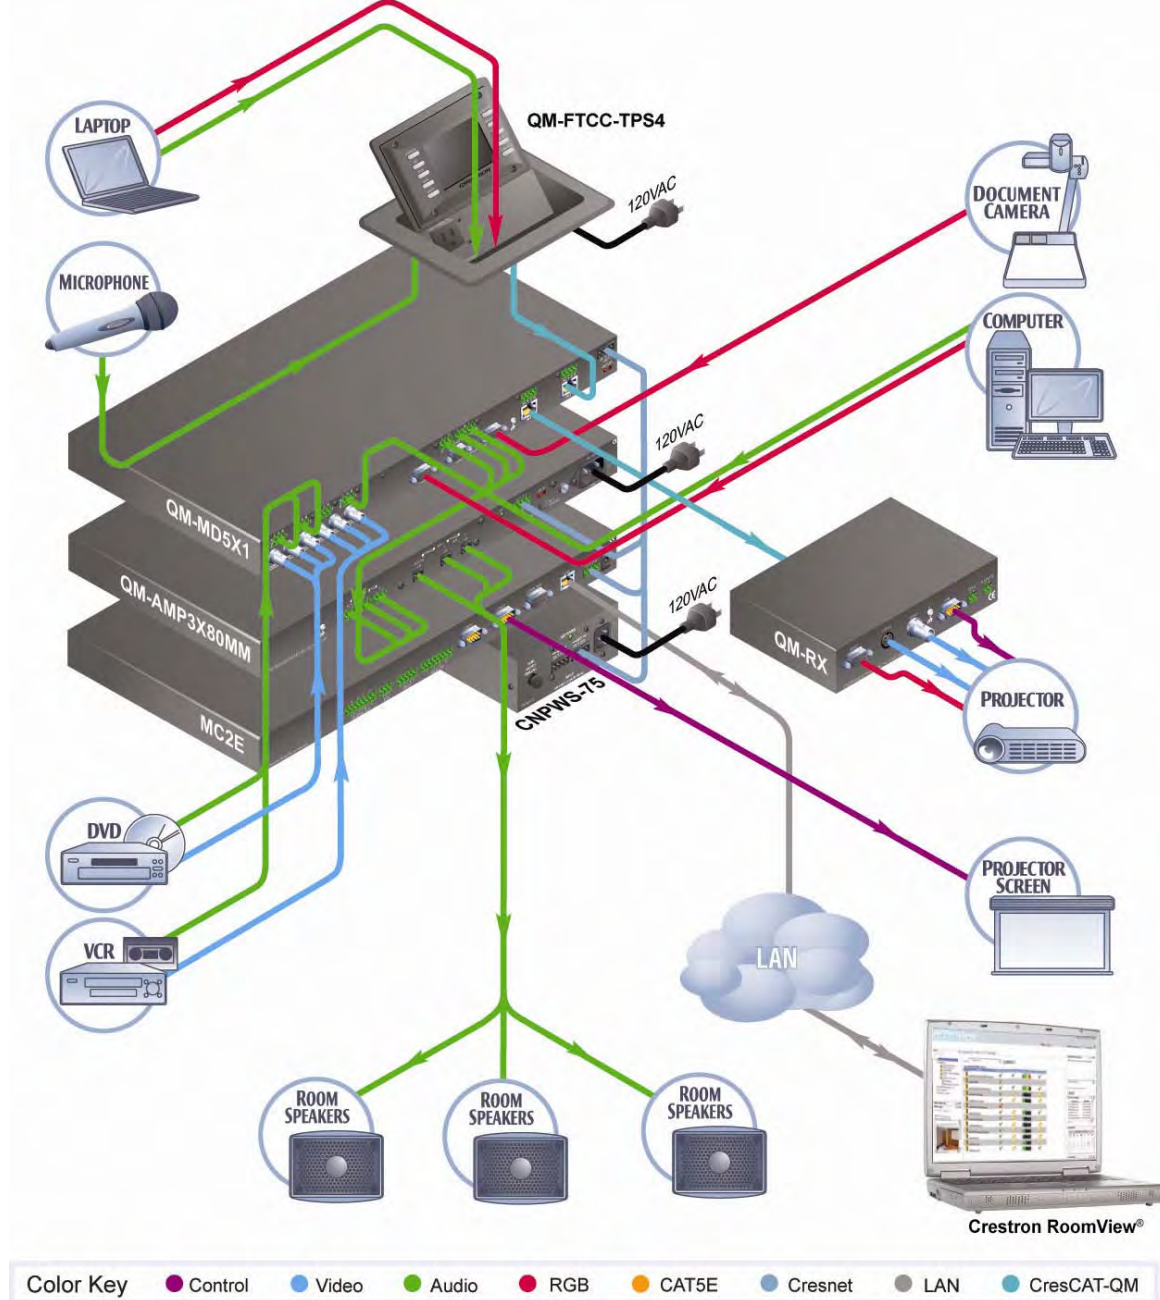 QM-FTCC-TPS4
LAPTOP
120VAC
DOCUMENT
CAMERA
MICROPHONE
COMPUTER
120VAC
QM-MD5X1
QM-AMP3X80MM
120VAC
QM-RX
MC2E
CNPWS-75
PROJECTOR
DVD
PROJECTOR
SCREEN
VCR
LAN
ROOM
SPEAKERS
ROOM
SPEAKERS
ROOM
SPEAKERS
Crestron RoomView®
Color Key
Control
Video
Audio
RGB
CAT5E
Cresnet
LAN
CresCAT-QM